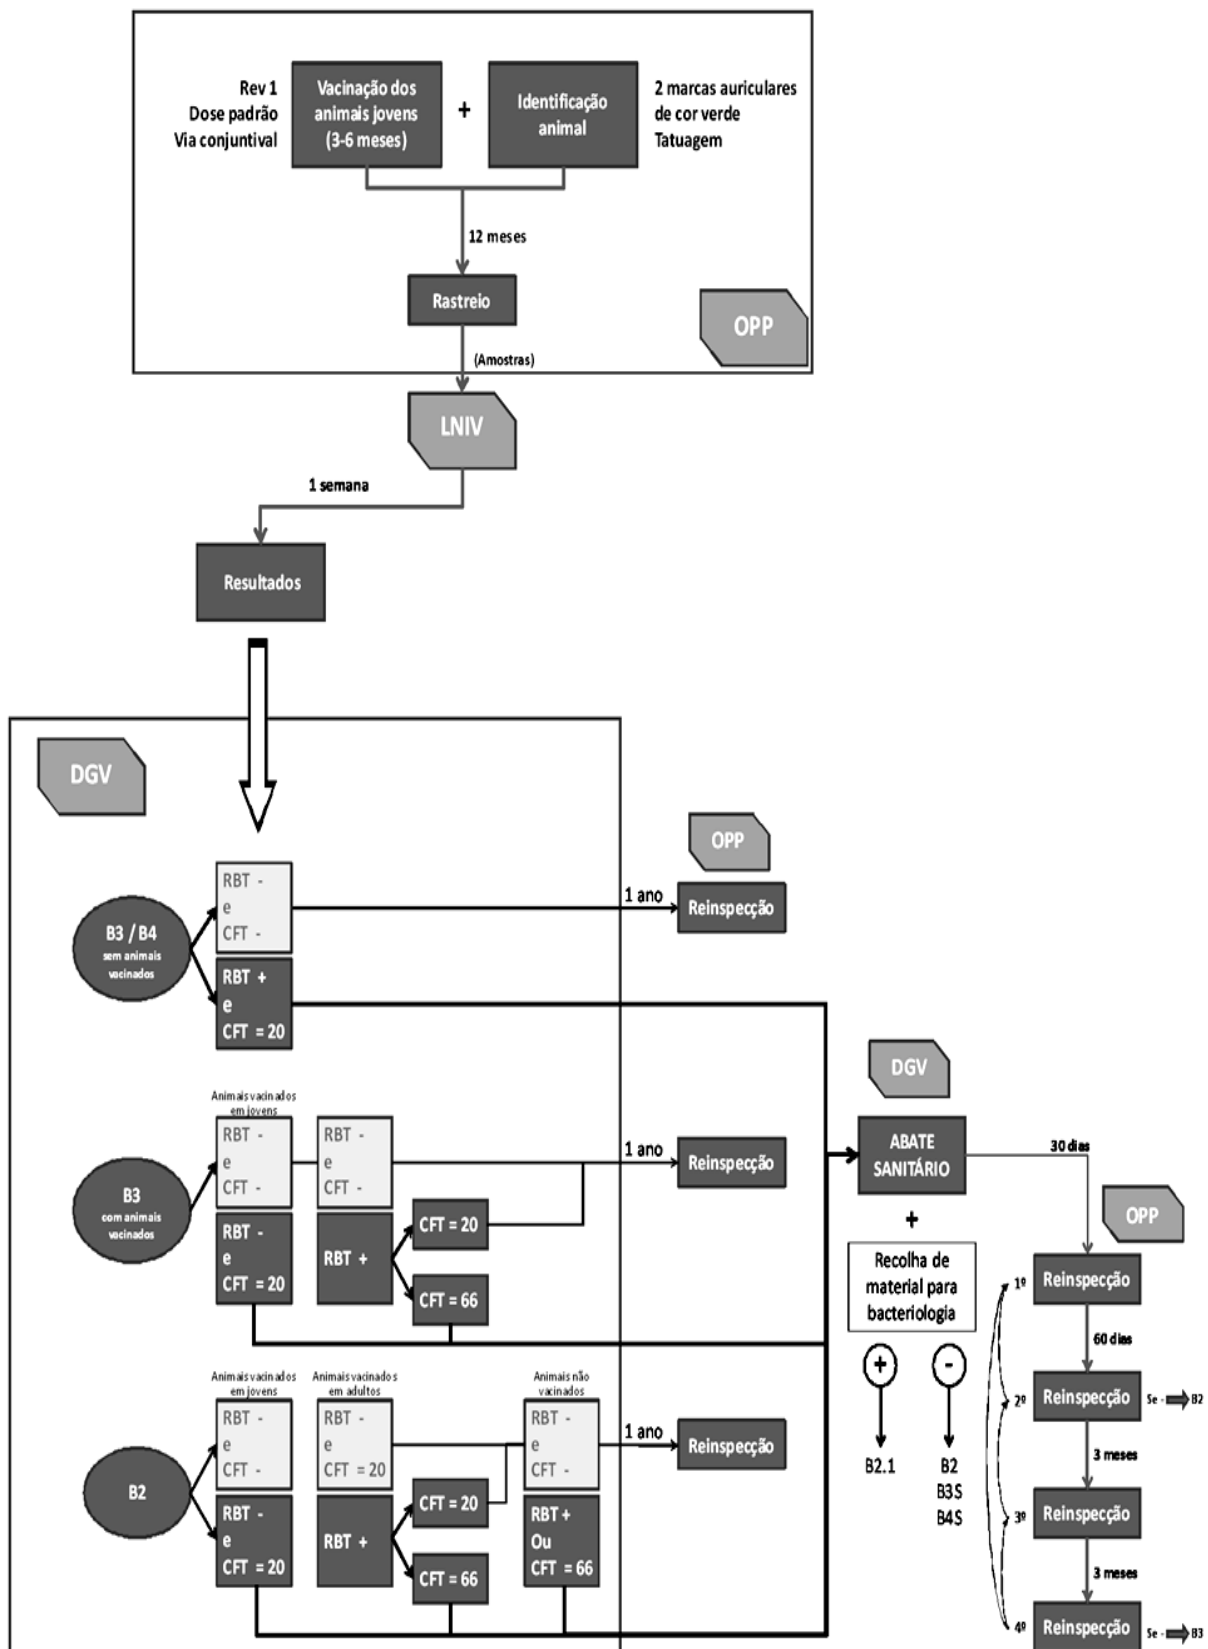 Rev 1
Dose padrão
Via conjuntival
Vacinação dos
animais jovens
(3-6 meses)
+
Identificação
animal
2 marcas auriculares
de cor verde
Tatuagem
12 meses
Rastreio
OPP
(Amostras)
LNIV
1 semana
Resultados
DGV
B3 / B4
sem animais
vacinados
RBT -
e
CFT -
RBT +
e
CFT = 20
1 ano
OPP
Reinspecção
B3
com animais
vacinados
Animais vacinados
em jovens
RBT -
e
CFT -
RBT -
e
CFT = 20
RBT -
e
CFT -
RBT +
CFT = 20
CFT = 66
1 ano
Reinspecção
B2
Animais vacinados
em jovens
RBT -
e
CFT -
RBT -
e
CFT = 20
Animais vacinados
em adultos
RBT -
e
CFT = 20
RBT +
CFT = 20
CFT = 66
Animais não
vacinados
RBT -
e
CFT -
RBT +
Ou
CFT = 66
1 ano
Reinspecção
DGV
ABATE
SANITÁRIO
+
Recolha de
material para
bacteriologia
+
B2.1
-
B2
B3S
B4S
30 dias
OPP
1º Reinspecção
60 dias
2º Reinspecção Se - B2
3 meses
3º Reinspecção
3 meses
4º Reinspecção Se - B3